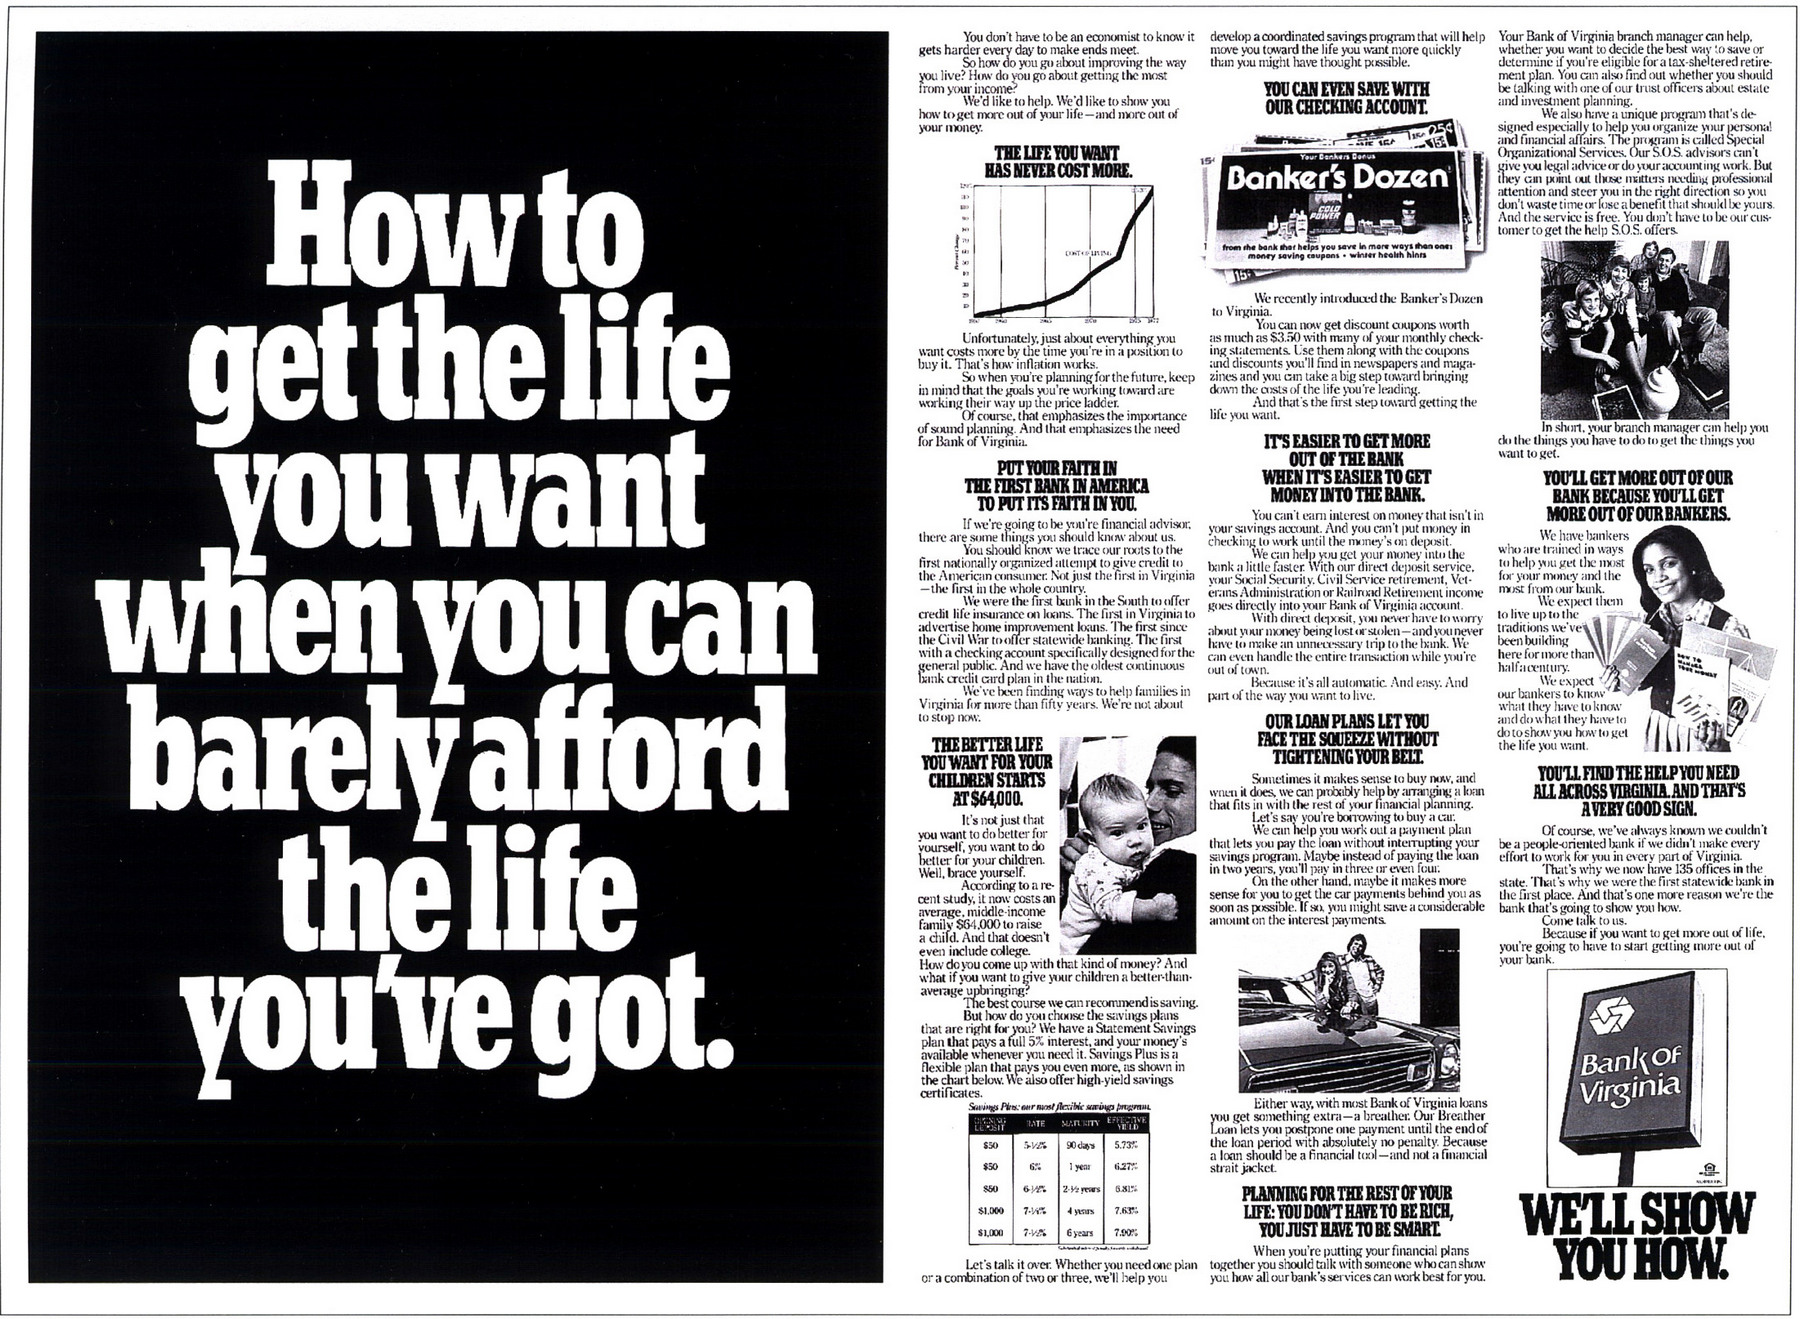 How to
get the life
you want
when you can
barely afford
the life
you've got.
You don't have to be an economist to know it
gets harder every day to make ends meet.
So how do you go about improving the way
you live? How do you go about getting the most
from your income?
We'd like to help. We'd like to show you
how to get more out of your life—and more out of
your money.
THE LIFE YOU WANT
HAS NEVER COST MORE.
COST OF LIVING
Unfortunately, just about everything you
want costs more by the time you're in a position to
buy it. That's how inflation works.
So when you're planning for the future, keep
in mind that the goals you're working toward are
working their way up the price ladder.
Of course, that emphasizes the importance
of sound planning. And that emphasizes the need
for Bank of Virginia.
PUT YOUR FAITH IN
THE FIRST BANK IN AMERICA
TO PUT ITS FAITH IN YOU.
If we're going to be you're financial advisor,
there are some things you should know about us.
You should know we trace our roots to the
first nationally organized attempt to give credit to
the American consumer. Not just the first in Virginia
—the first in the whole country.
We were the first bank in the South to offer
credit life insurance on loans. The first in Virginia to
advertise home improvement loans. The first since
the Civil War to offer statewide banking. The first
with a checking account specifically designed for the
general public. And we have the oldest continuous
bank credit card plan in the nation.
We've been finding ways to help families in
Virginia for more than fifty years. We're not about
to stop now.
THE BETTER LIFE
YOU WANT FOR YOUR
CHILDREN STARTS
AT $64,000.
It's not just that
you want to do better for
yourself, you want to do
better for your children.
Well, brace yourself.
According to a re-
cent study, it now costs an
average, middle-income
family $64,000 to raise
a child. And that doesn't
even include college.
How do you come up with that kind of money? And
what if you want to give your children a better-than-
average upbringing?
The best course we can recommend is saving.
But how do you choose the savings plans
that are right for you? We have a Statement Savings
plan that pays a full 5% interest, and your money's
available whenever you need it. Savings Plus is a
flexible plan that pays you even more, as shown in
the chart below. We also offer high-yield savings
certificates.
Savings Plus: our most flexible savings program.
OPENING DEPOSIT RATE MATURITY EFFECTIVE YIELD
$50 5-1/2% 90 days 5.73%
$50 6% 1 year 6.27%
$50 6-1/2% 2-1/2 years 6.81%
$1,000 7-1/4% 4 years 7.63%
$1,000 7-1/2% 6 years 7.90%
Let's talk it over. Whether you need one plan
or a combination of two or three, we'll help you
develop a coordinated savings program that will help
move you toward the life you want more quickly
than you might have thought possible.
YOU CAN EVEN SAVE WITH
OUR CHECKING ACCOUNT.
15¢ 25¢
15¢
Your Bankers Bonus
Banker's Dozen
COLD
POWER
from the bank that helps you save in more ways than one:
money saving coupons • winter health hints
15¢
We recently introduced the Banker's Dozen
to Virginia.
You can now get discount coupons worth
as much as $3.50 with many of your monthly check-
ing statements. Use them along with the coupons
and discounts you'll find in newspapers and maga-
zines and you can take a big step toward bringing
down the costs of the life you're leading.
And that's the first step toward getting the
life you want.
IT'S EASIER TO GET MORE
OUT OF THE BANK
WHEN IT'S EASIER TO GET
MONEY INTO THE BANK.
You can't earn interest on money that isn't in
your savings account. And you can't put money in
checking to work until the money's on deposit.
We can help you get your money into the
bank a little faster. With our direct deposit service,
your Social Security, Civil Service retirement, Vet-
erans Administration or Railroad Retirement income
goes directly into your Bank of Virginia account.
With direct deposit, you never have to worry
about your money being lost or stolen—and you never
have to make an unnecessary trip to the bank. We
can even handle the entire transaction while you're
out of town.
Because it's all automatic. And easy. And
part of the way you want to live.
OUR LOAN PLANS LET YOU
FACE THE SQUEEZE WITHOUT
TIGHTENING YOUR BELT.
Sometimes it makes sense to buy now, and
when it does, we can probably help by arranging a loan
that fits in with the rest of your financial planning.
Let's say you're borrowing to buy a car.
We can help you work out a payment plan
that lets you pay the loan without interrupting your
savings program. Maybe instead of paying the loan
in two years, you'll pay in three or even four.
On the other hand, maybe it makes more
sense for you to get the car payments behind you as
soon as possible. If so, you might save a considerable
amount on the interest payments.
Either way, with most Bank of Virginia loans
you get something extra—a breather. Our Breather
Loan lets you postpone one payment until the end of
the loan period with absolutely no penalty. Because
a loan should be a financial tool—and not a financial
strait jacket.
PLANNING FOR THE REST OF YOUR
LIFE: YOU DON'T HAVE TO BE RICH,
YOU JUST HAVE TO BE SMART.
When you're putting your financial plans
together you should talk with someone who can show
you how all our bank's services can work best for you.
Your Bank of Virginia branch manager can help,
whether you want to decide the best way to save or
determine if you're eligible for a tax-sheltered retire-
ment plan. You can also find out whether you should
be talking with one of our trust officers about estate
and investment planning.
We also have a unique program that's de-
signed especially to help you organize your personal
and financial affairs. The program is called Special
Organizational Services. Our S.O.S. advisors can't
give you legal advice or do your accounting work. But
they can point out those matters needing professional
attention and steer you in the right direction so you
don't waste time or lose a benefit that should be yours.
And the service is free. You don't have to be our cus-
tomer to get the help S.O.S. offers.
In short, your branch manager can help you
do the things you have to do to get the things you
want to get.
YOU'LL GET MORE OUT OF OUR
BANK BECAUSE YOU'LL GET
MORE OUT OF OUR BANKERS.
We have bankers
who are trained in ways
to help you get the most
for your money and the
most from our bank.
We expect them
to live up to the
traditions we've
been building
here for more than
half a century.
We expect
our bankers to know
what they have to know
and do what they have to
do to show you how to get
the life you want.
HOW TO
MANAGE
YOUR MONEY
YOU'LL FIND THE HELP YOU NEED
ALL ACROSS VIRGINIA. AND THAT'S
A VERY GOOD SIGN.
Of course, we've always known we couldn't
be a people-oriented bank if we didn't make every
effort to work for you in every part of Virginia.
That's why we now have 135 offices in the
state. That's why we were the first statewide bank in
the first place. And that's one more reason we're the
bank that's going to show you how.
Come talk to us.
Because if you want to get more out of life,
you're going to have to start getting more out of
your bank.
Bank Of
Virginia
WE'LL SHOW
YOU HOW.